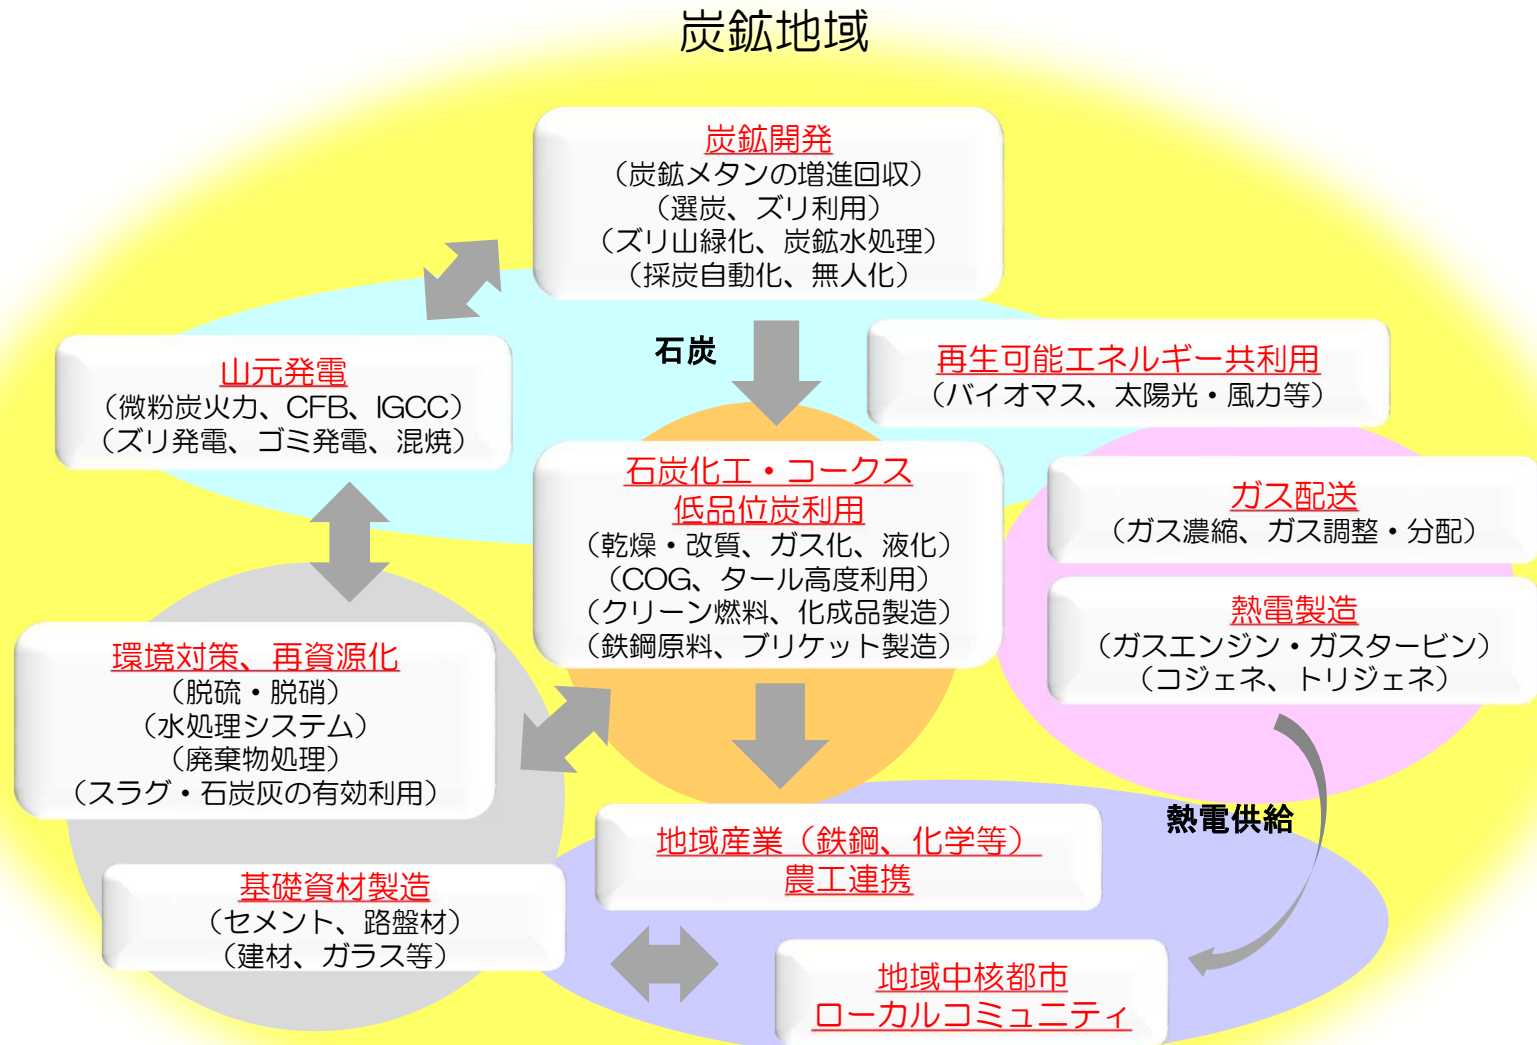 炭鉱地域
炭鉱開発
（炭鉱メタンの増進回収）
（選炭、ズリ利用）
（ズリ山緑化、炭鉱水処理）
（採炭自動化、無人化）
石炭
山元発電
（微粉炭火力、CFB、IGCC）
（ズリ発電、ゴミ発電、混焼）
再生可能エネルギー共利用
（バイオマス、太陽光・風力等）
石炭化工・コークス
低品位炭利用
（乾燥・改質、ガス化、液化）
（COG、タール高度利用）
（クリーン燃料、化成品製造）
（鉄鋼原料、ブリケット製造）
ガス配送
（ガス濃縮、ガス調整・分配）
熱電製造
（ガスエンジン・ガスタービン）
（コジェネ、トリジェネ）
環境対策、再資源化
（脱硫・脱硝）
（水処理システム）
（廃棄物処理）
（スラグ・石炭灰の有効利用）
熱電供給
地域産業（鉄鋼、化学等）
農工連携
基礎資材製造
（セメント、路盤材）
（建材、ガラス等）
地域中核都市
ローカルコミュニティ